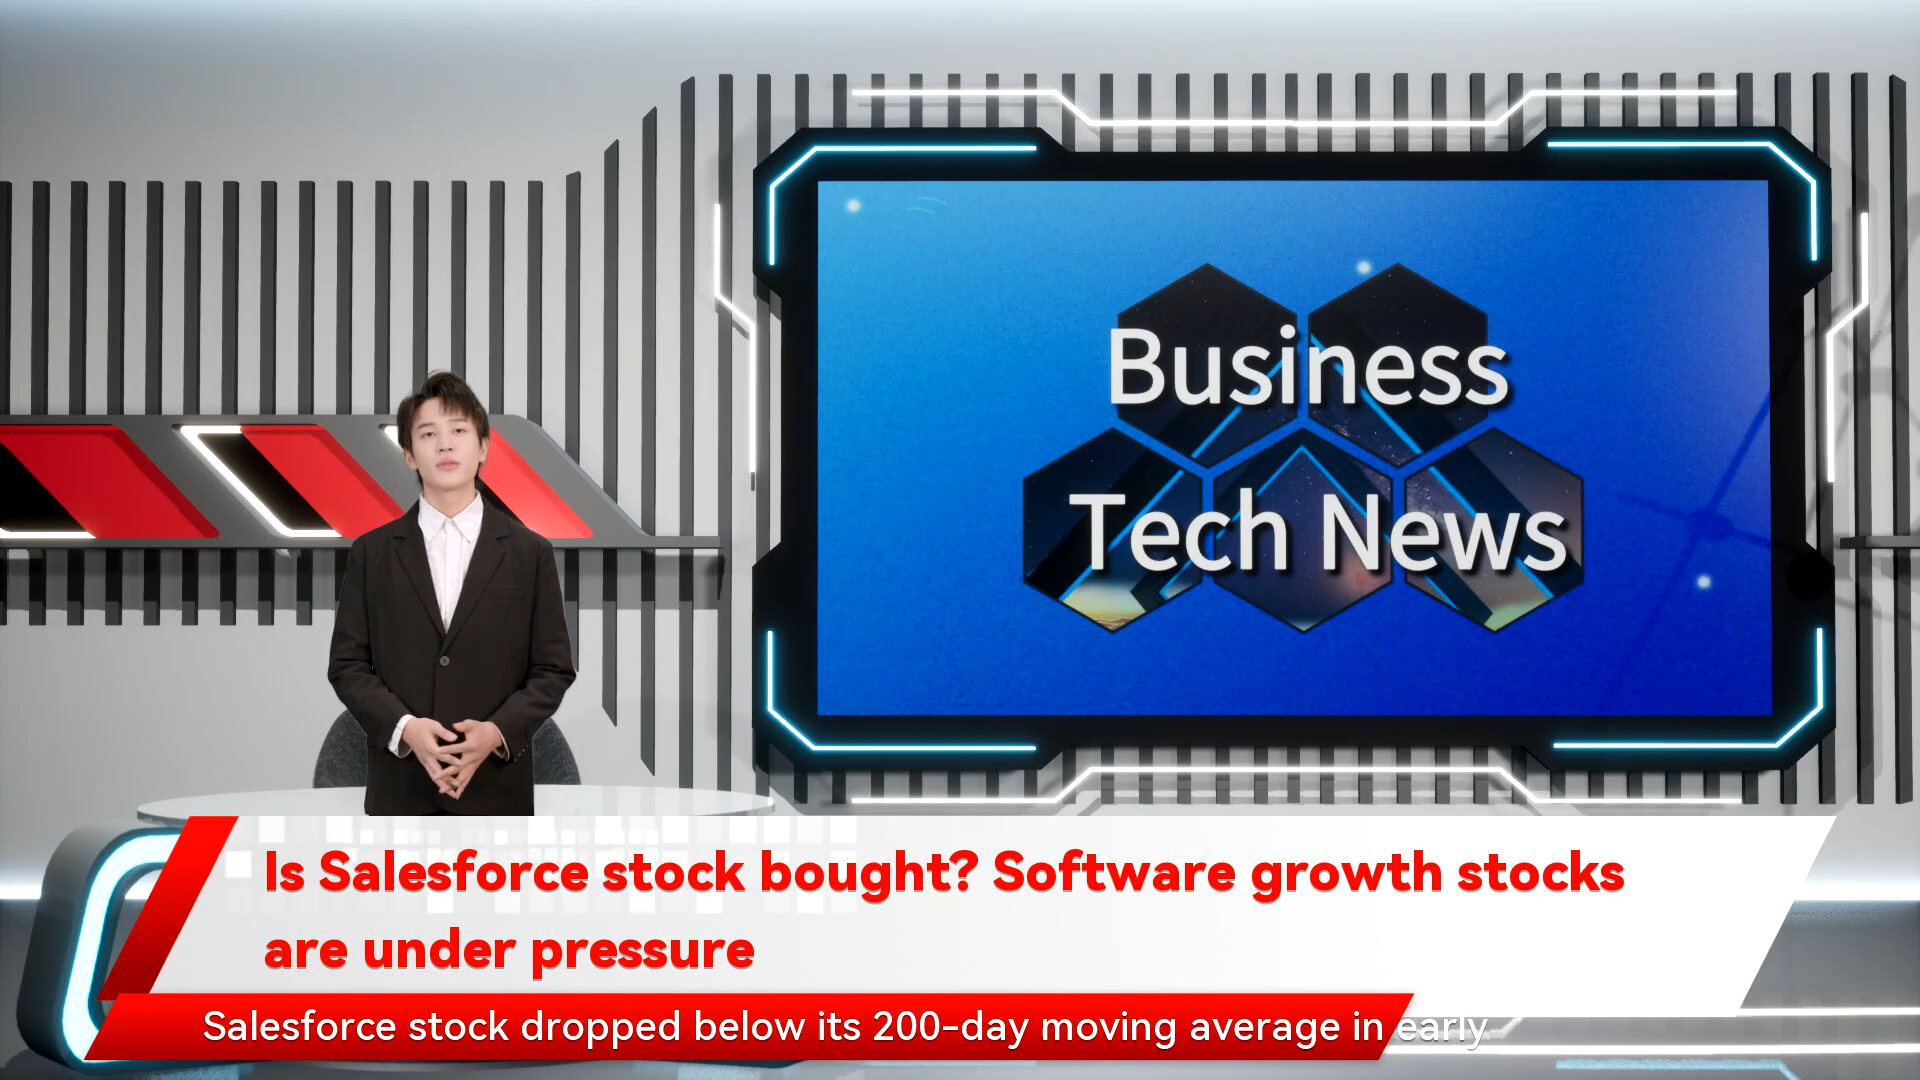 Business
Tech News
Is Salesforce stock bought? Software growth stocks
are under pressure
Salesforce stock dropped below its 200-day moving average in early